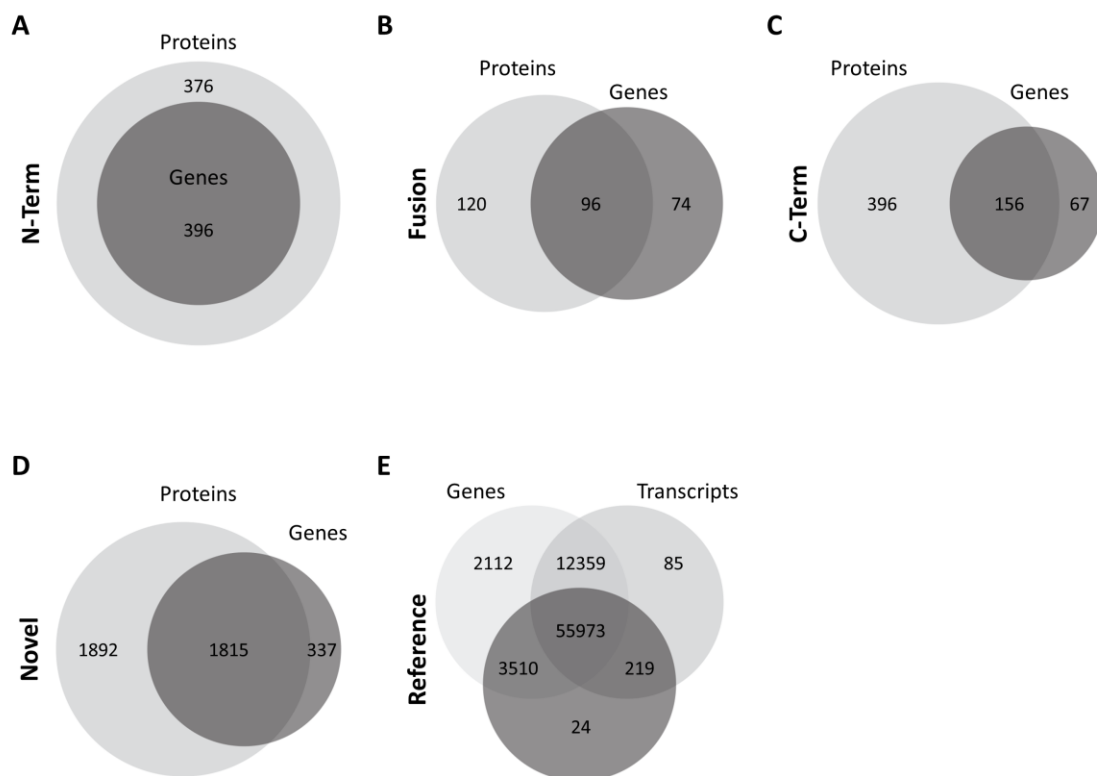 A
Proteins
376
Genes
396
N-Term
B
Proteins
Genes
120
96
74
Fusion
C
Proteins
Genes
396
156
67
C-Term
D
Proteins
Genes
1892
1815
337
Novel
E
Genes
Transcripts
2112
12359
85
55973
3510
219
24
Reference